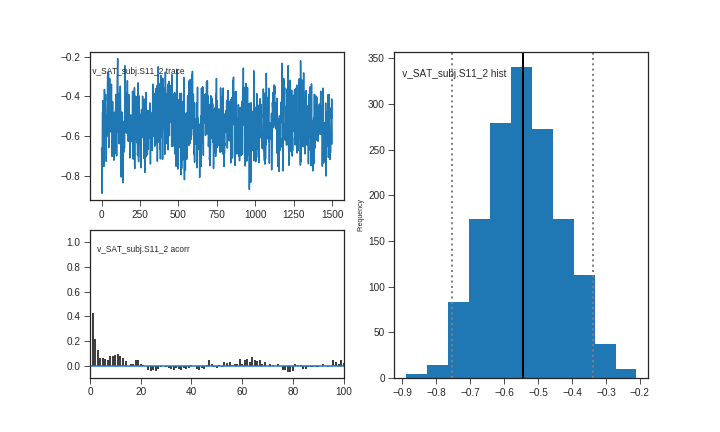 v_SAT_subj.S11_2 trace
−0.2
−0.4
−0.6
−0.8
0 250 500 750 1000 1250 1500
v_SAT_subj.S11_2 acorr
1.0
0.8
0.6
0.4
0.2
0.0
0 20 40 60 80 100
v_SAT_subj.S11_2 hist
Frequency
350
300
250
200
150
100
50
0
−0.9 −0.8 −0.7 −0.6 −0.5 −0.4 −0.3 −0.2